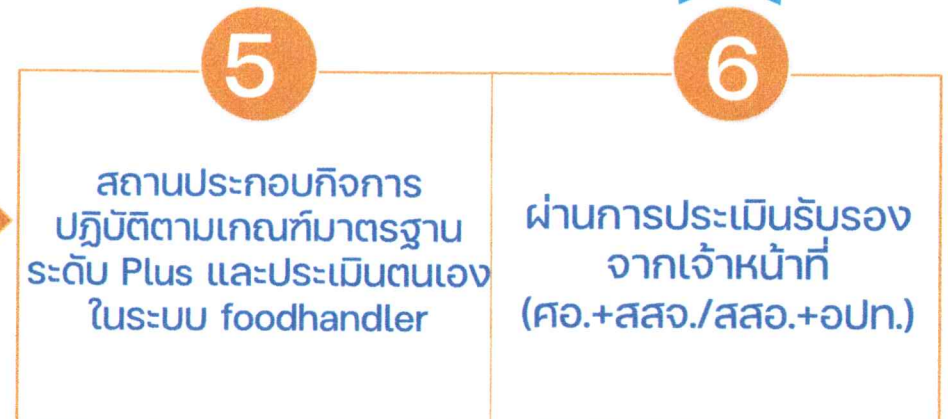 5
สถานประกอบกิจการ
ปฏิบัติตามเกณฑ์มาตรฐาน
ระดับ Plus และประเมินตนเอง
ในระบบ foodhandler
6
ผ่านการประเมินรับรอง
จากเจ้าหน้าที่
(ศอ.+สสจ./สสอ.+อปท.)